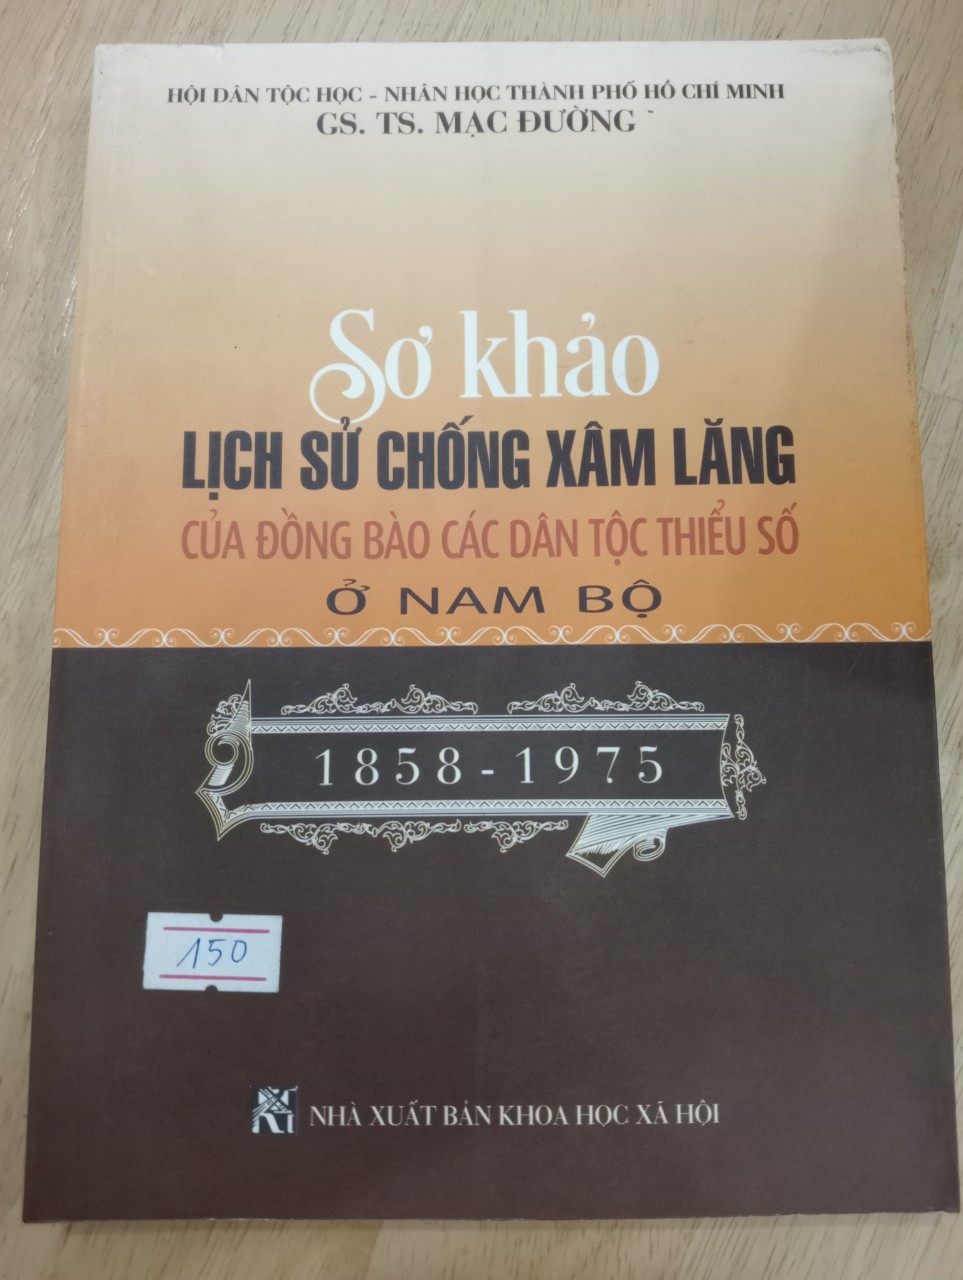 HỘI DÂN TỘC HỌC - NHÂN HỌC THÀNH PHỐ HỒ CHÍ MINH
GS. TS. MẠC ĐƯỜNG
Sơ khảo
LỊCH SỬ CHỐNG XÂM LĂNG
CỦA ĐỒNG BÀO CÁC DÂN TỘC THIỂU SỐ
Ở NAM BỘ
1858 - 1975
150
NHÀ XUẤT BẢN KHOA HỌC XÃ HỘI